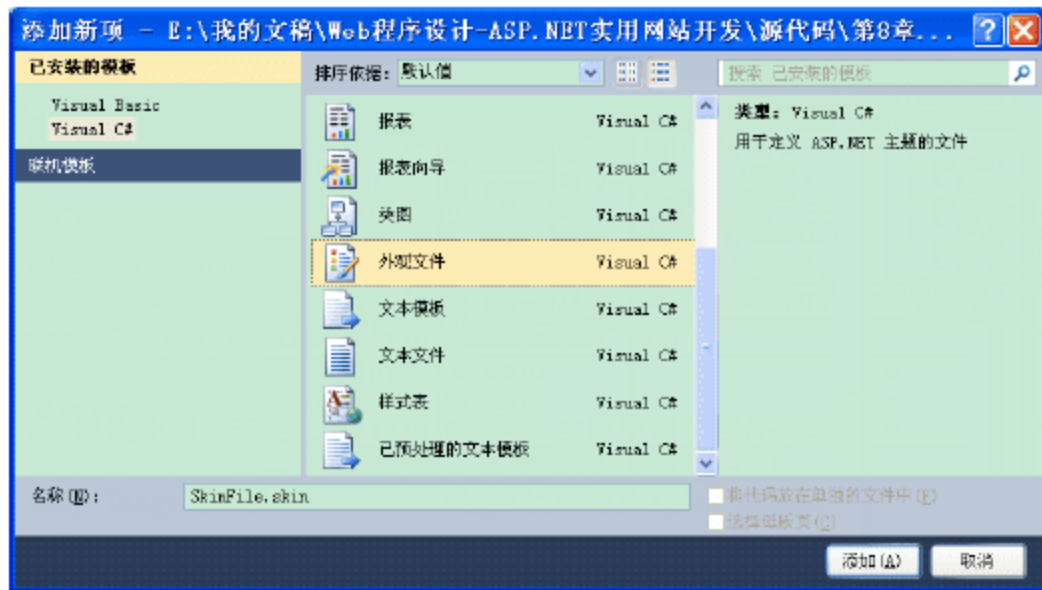 添加新项 - E:\我的文稿\Web程序设计-ASP.NET实用网站开发\源代码\第8章...
已安装的模板
Visual Basic
Visual C#
联机模板
排序依据: 默认值
搜索 已安装的模板
报表 Visual C#
报表向导 Visual C#
类图 Visual C#
外观文件 Visual C#
文本模板 Visual C#
文本文件 Visual C#
样式表 Visual C#
已预处理的文本模板 Visual C#
类型: Visual C#
用于定义 ASP.NET 主题的文件
名称(N): SkinFile.skin
将代码放在单独的文件中(P)
选择母版页(C)
添加(A)
取消